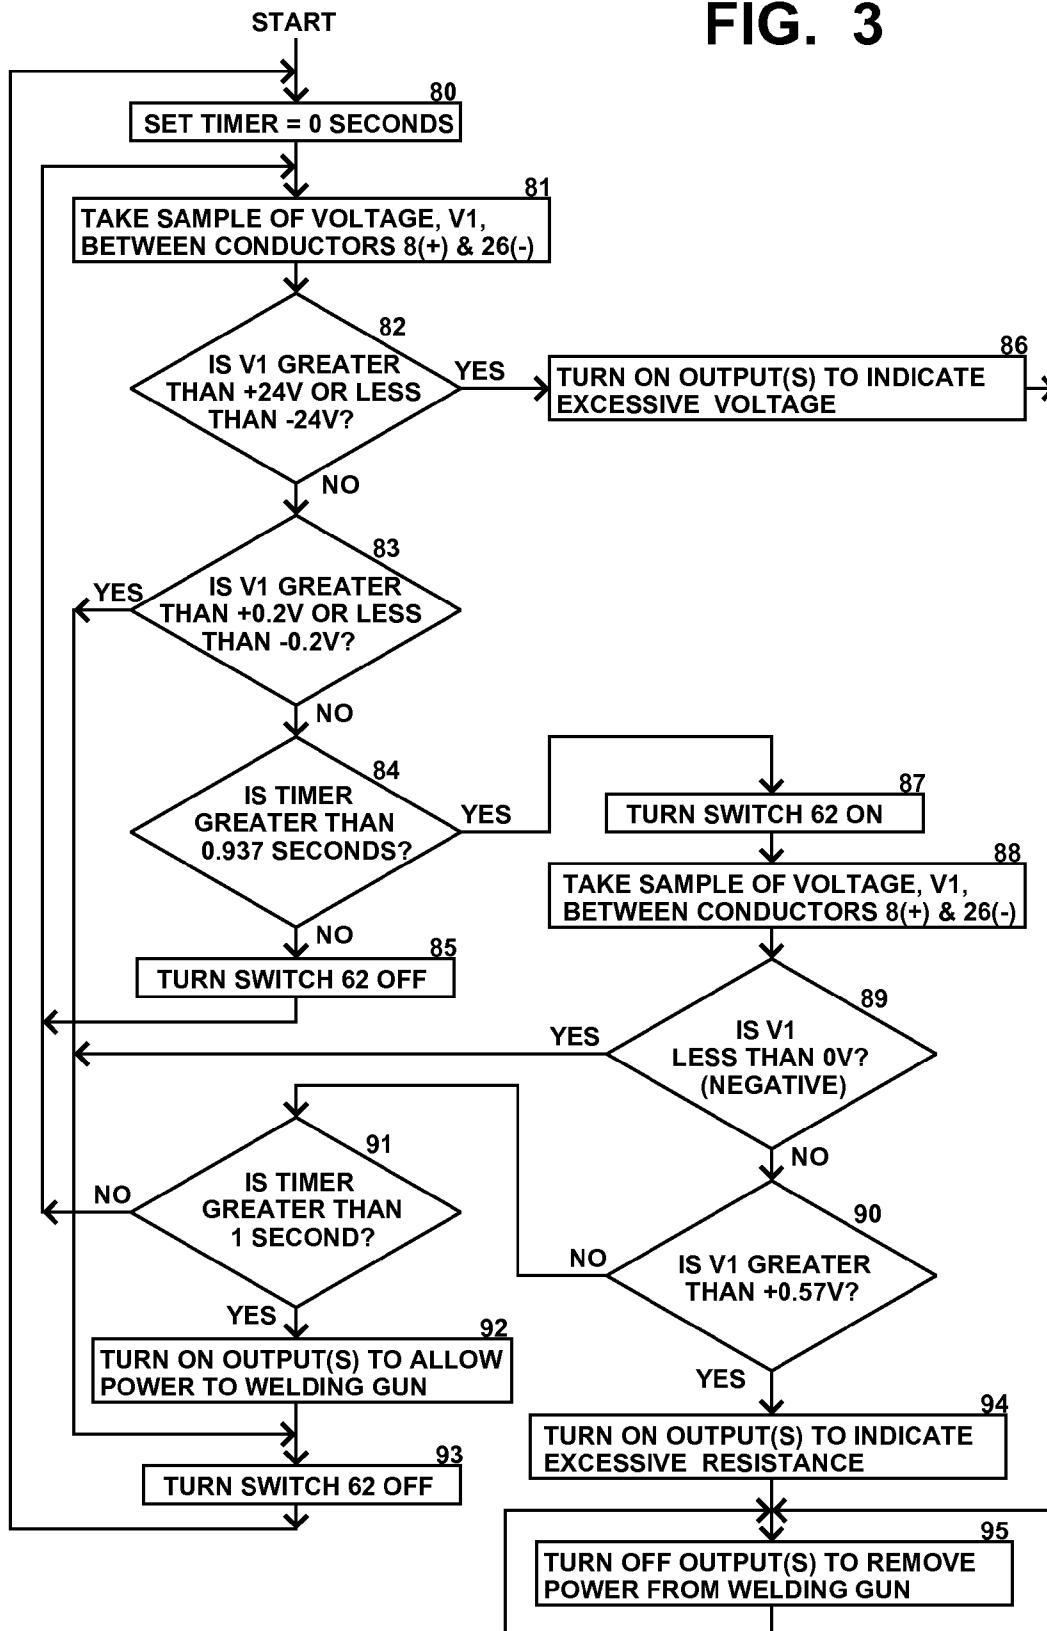 FIG. 3
START
80
SET TIMER = 0 SECONDS
81
TAKE SAMPLE OF VOLTAGE, V1,
BETWEEN CONDUCTORS 8(+) & 26(-)
82
IS V1 GREATER
THAN +24V OR LESS
THAN -24V?
YES
NO
86
TURN ON OUTPUT(S) TO INDICATE
EXCESSIVE VOLTAGE
83
IS V1 GREATER
THAN +0.2V OR LESS
THAN -0.2V?
YES
NO
84
IS TIMER
GREATER THAN
0.937 SECONDS?
YES
NO
85
TURN SWITCH 62 OFF
87
TURN SWITCH 62 ON
88
TAKE SAMPLE OF VOLTAGE, V1,
BETWEEN CONDUCTORS 8(+) & 26(-)
89
IS V1
LESS THAN 0V?
(NEGATIVE)
YES
NO
90
IS V1 GREATER
THAN +0.57V?
NO
YES
91
IS TIMER
GREATER THAN
1 SECOND?
NO
YES
92
TURN ON OUTPUT(S) TO ALLOW
POWER TO WELDING GUN
93
TURN SWITCH 62 OFF
94
TURN ON OUTPUT(S) TO INDICATE
EXCESSIVE RESISTANCE
95
TURN OFF OUTPUT(S) TO REMOVE
POWER FROM WELDING GUN